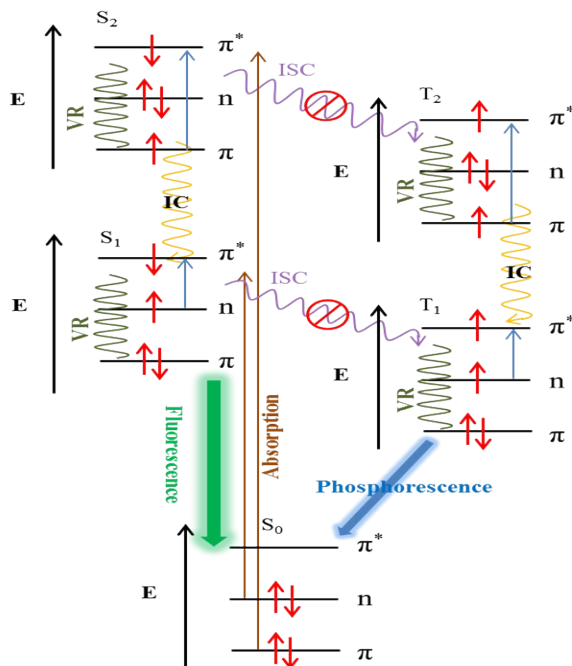 S2
π*
E
n
VR
π
ISC
T2
π*
E
n
VR
π
IC
S1
π*
E
n
VR
π
ISC
IC
T1
π*
E
n
VR
π
Fluorescence
Absorption
Phosphorescence
S0
π*
E
n
π